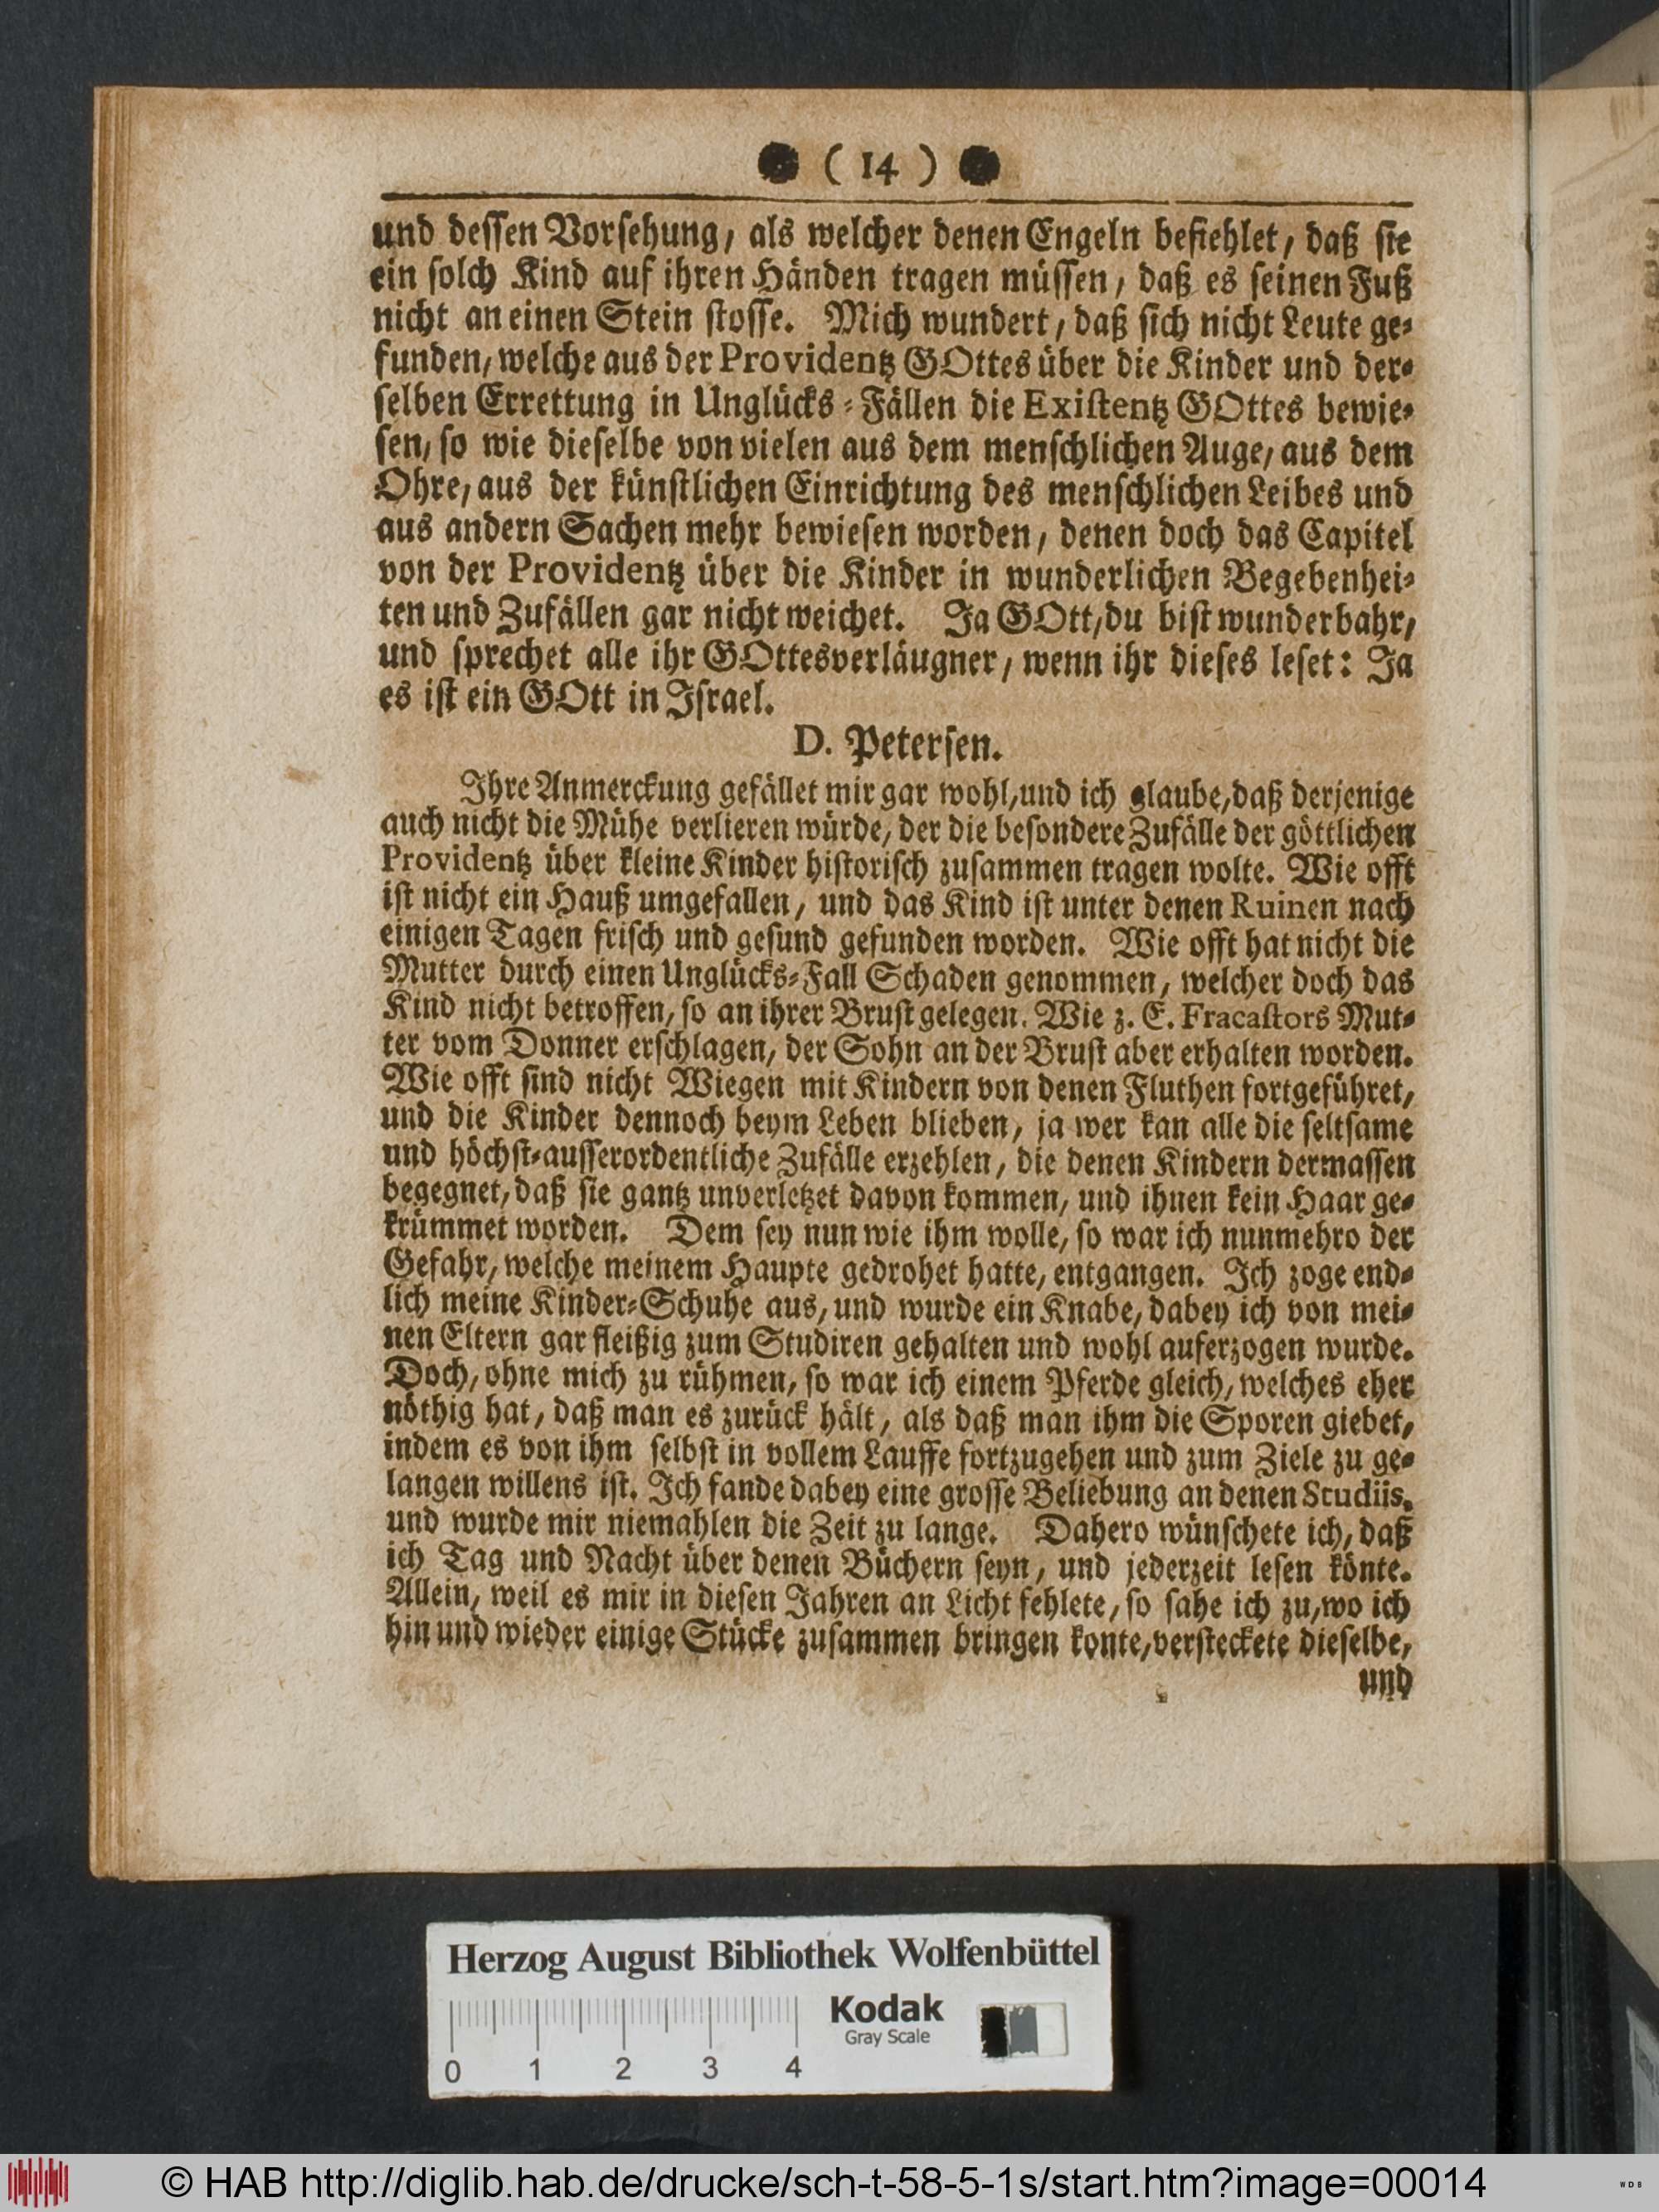 ( 14 )
und dessen Vorsehung, als welcher denen Engeln befiehlet, daß sie
ein solch Kind auf ihren Händen tragen müssen, daß es seinen Fuß
nicht an einen Stein stosse. Mich wundert, daß sich nicht Leute ge-
funden, welche aus der Providentz GOttes über die Kinder und der-
selben Errettung in Unglücks-Fällen die Existentz GOttes bewie-
sen, so wie dieselbe von vielen aus dem menschlichen Auge, aus dem
Ohre, aus der künstlichen Einrichtung des menschlichen Leibes und
aus andern Sachen mehr bewiesen worden, denen doch das Capitel
von der Providentz über die Kinder in wunderlichen Begebenhei-
ten und Zufällen gar nicht weichet. Ja GOtt, du bist wunderbahr,
und sprechet alle ihr GOttesverläugner, wenn ihr dieses leset: Ja
es ist ein GOtt in Israel.
D. Petersen.
Ihre Anmerckung gefället mir gar wohl, und ich glaube, daß derjenige
auch nicht die Mühe verlieren würde, der die besondere Zufälle der göttlichen
Providentz über kleine Kinder historisch zusammen tragen wolte. Wie offt
ist nicht ein Hauß umgefallen, und das Kind ist unter denen Ruinen nach
einigen Tagen frisch und gesund gefunden worden. Wie offt hat nicht die
Mutter durch einen Unglücks-Fall Schaden genommen, welcher doch das
Kind nicht betroffen, so an ihrer Brust gelegen. Wie z. E. Fracastors Mut-
ter vom Donner erschlagen, der Sohn an der Brust aber erhalten worden.
Wie offt sind nicht Wiegen mit Kindern von denen Fluthen fortgeführet,
und die Kinder dennoch beym Leben blieben, ja wer kan alle die seltsame
und höchst-ausserordentliche Zufälle erzehlen, die denen Kindern dermassen
begegnet, daß sie gantz unverletzet davon kommen, und ihnen kein Haar ge-
krümmet worden. Dem sey nun wie ihm wolle, so war ich nunmehro der
Gefahr, welche meinem Haupte gedrohet hatte, entgangen. Ich zoge end-
lich meine Kinder-Schuhe aus, und wurde ein Knabe, dabey ich von mei-
nen Eltern gar fleißig zum Studiren gehalten und wohl auferzogen wurde.
Doch, ohne mich zu rühmen, so war ich einem Pferde gleich, welches eher
nöthig hat, daß man es zurück hält, als daß man ihm die Sporen giebet,
indem es von ihm selbst in vollem Lauffe fortzugehen und zum Ziele zu ge-
langen willens ist. Ich fande dabey eine grosse Beliebung an denen Studiis,
und wurde mir niemahlen die Zeit zu lange. Dahero wünschete ich, daß
ich Tag und Nacht über denen Büchern seyn, und jederzeit lesen könte.
Allein, weil es mir in diesen Jahren an Licht fehlete, so sahe ich zu, wo ich
hin und wieder einige Stücke zusammen bringen konte, versteckete dieselbe,
und
Herzog August Bibliothek Wolfenbüttel
Kodak
Gray Scale
0 1 2 3 4
© HAB http://diglib.hab.de/drucke/sch-t-58-5-1s/start.htm?image=00014
WDB